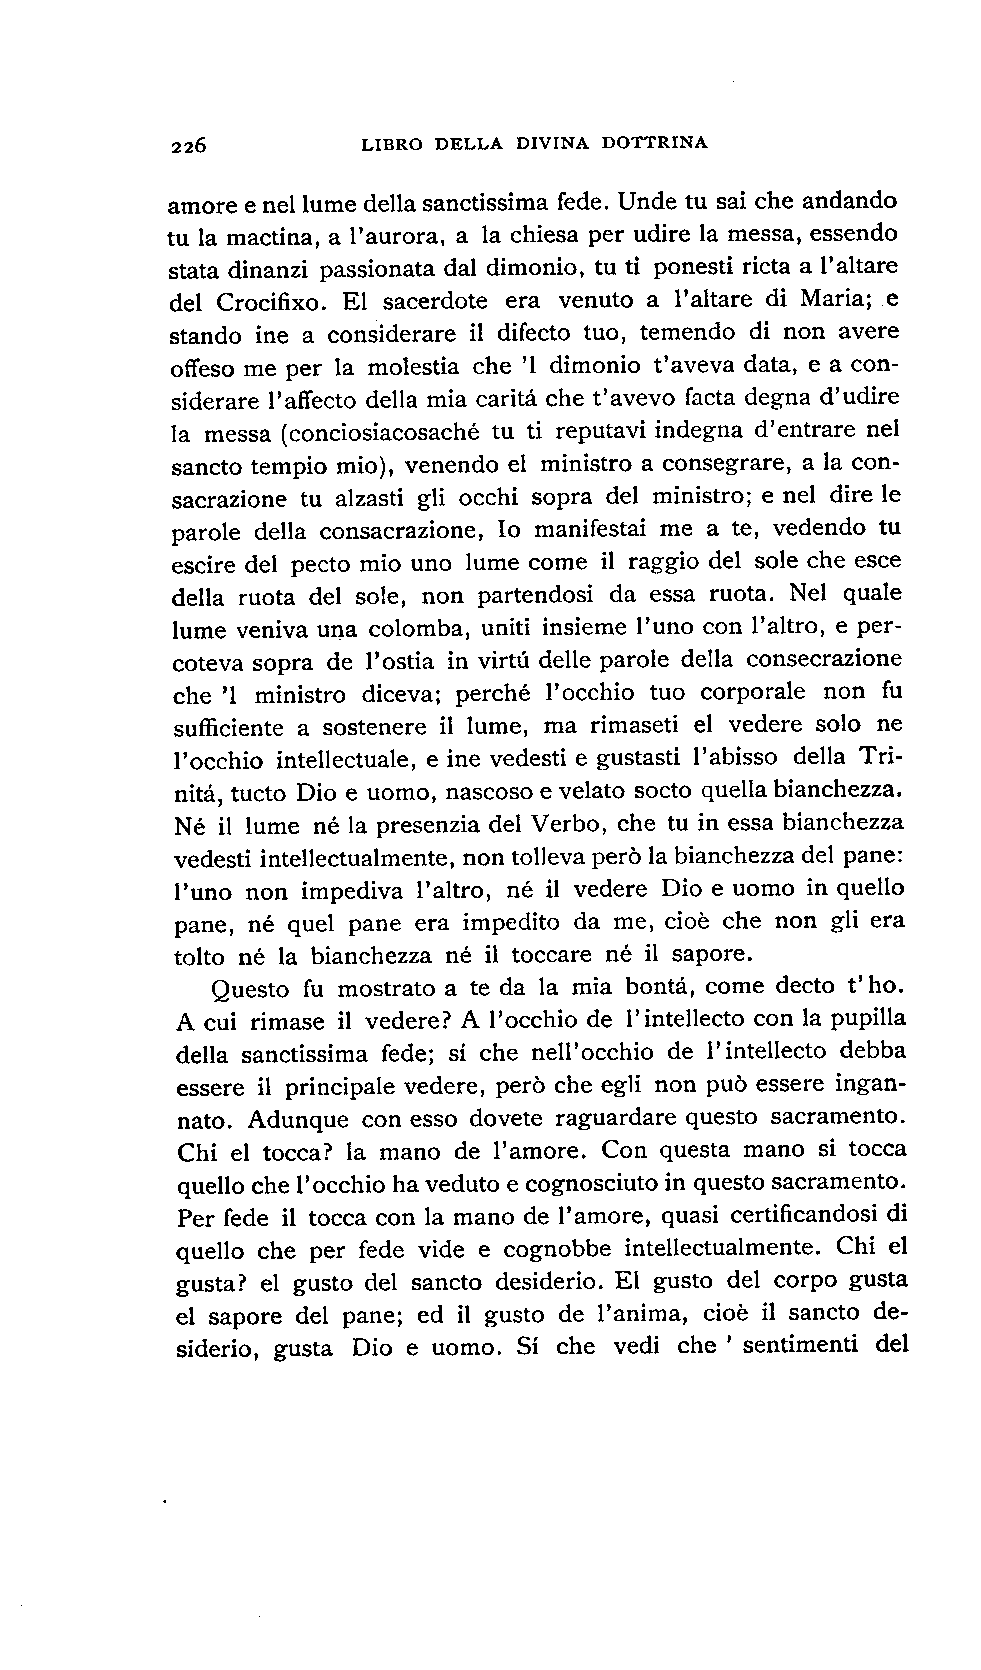 226 LIBRO DELLA DIVINA DOTTRINA
amore e nel lume della sanctissima fede. Unde tu sai che andando
tu la mactina, a l'aurora, a la chiesa per udire la messa, essendo
stata dinanzi passionata dal dimonio, tu ti ponesti ricta a l'altare
del Crocifixo. El sacerdote era venuto a l'altare di Maria; e
stando ine a considerare il difecto tuo, temendo di non avere
offeso me per la molestia che 'l dimonio t'aveva data, e a con-
siderare l'affecto della mia caritá che t'avevo facta degna d'udire
la messa (conciosiacosaché tu ti reputavi indegna d'entrare nel
sancto tempio mio), venendo el ministro a consegrare, a la con-
sacrazione tu alzasti gli occhi sopra del ministro; e nel dire le
parole della consacrazione, Io manifestai me a te, vedendo tu
escire del pecto mio uno lume come il raggio del sole che esce
della ruota del sole, non partendosi da essa ruota. Nel quale
lume veniva una colomba, uniti insieme l'uno con l'altro, e per-
coteva sopra de l'ostia in virtú delle parole della consecrazione
che 'l ministro diceva; perché l'occhio tuo corporale non fu
sufficiente a sostenere il lume, ma rimaseti el vedere solo ne
l'occhio intellectuale, e ine vedesti e gustasti l'abisso della Tri-
nitá, tucto Dio e uomo, nascoso e velato socto quella bianchezza.
Né il lume né la presenzia del Verbo, che tu in essa bianchezza
vedesti intellectualmente, non tolleva però la bianchezza del pane:
l'uno non impediva l'altro, né il vedere Dio e uomo in quello
pane, né quel pane era impedito da me, cioè che non gli era
tolto né la bianchezza né il toccare né il sapore.
Questo fu mostrato a te da la mia bontá, come decto t'ho.
A cui rimase il vedere? A l'occhio de l'intellecto con la pupilla
della sanctissima fede; sí che nell'occhio de l'intellecto debba
essere il principale vedere, però che egli non può essere ingan-
nato. Adunque con esso dovete raguardare questo sacramento.
Chi el tocca? la mano de l'amore. Con questa mano si tocca
quello che l'occhio ha veduto e cognosciuto in questo sacramento.
Per fede il tocca con la mano de l'amore, quasi certificandosi di
quello che per fede vide e cognobbe intellectualmente. Chi el
gusta? el gusto del sancto desiderio. El gusto del corpo gusta
el sapore del pane; ed il gusto de l'anima, cioè il sancto de-
siderio, gusta Dio e uomo. Sí che vedi che ' sentimenti del